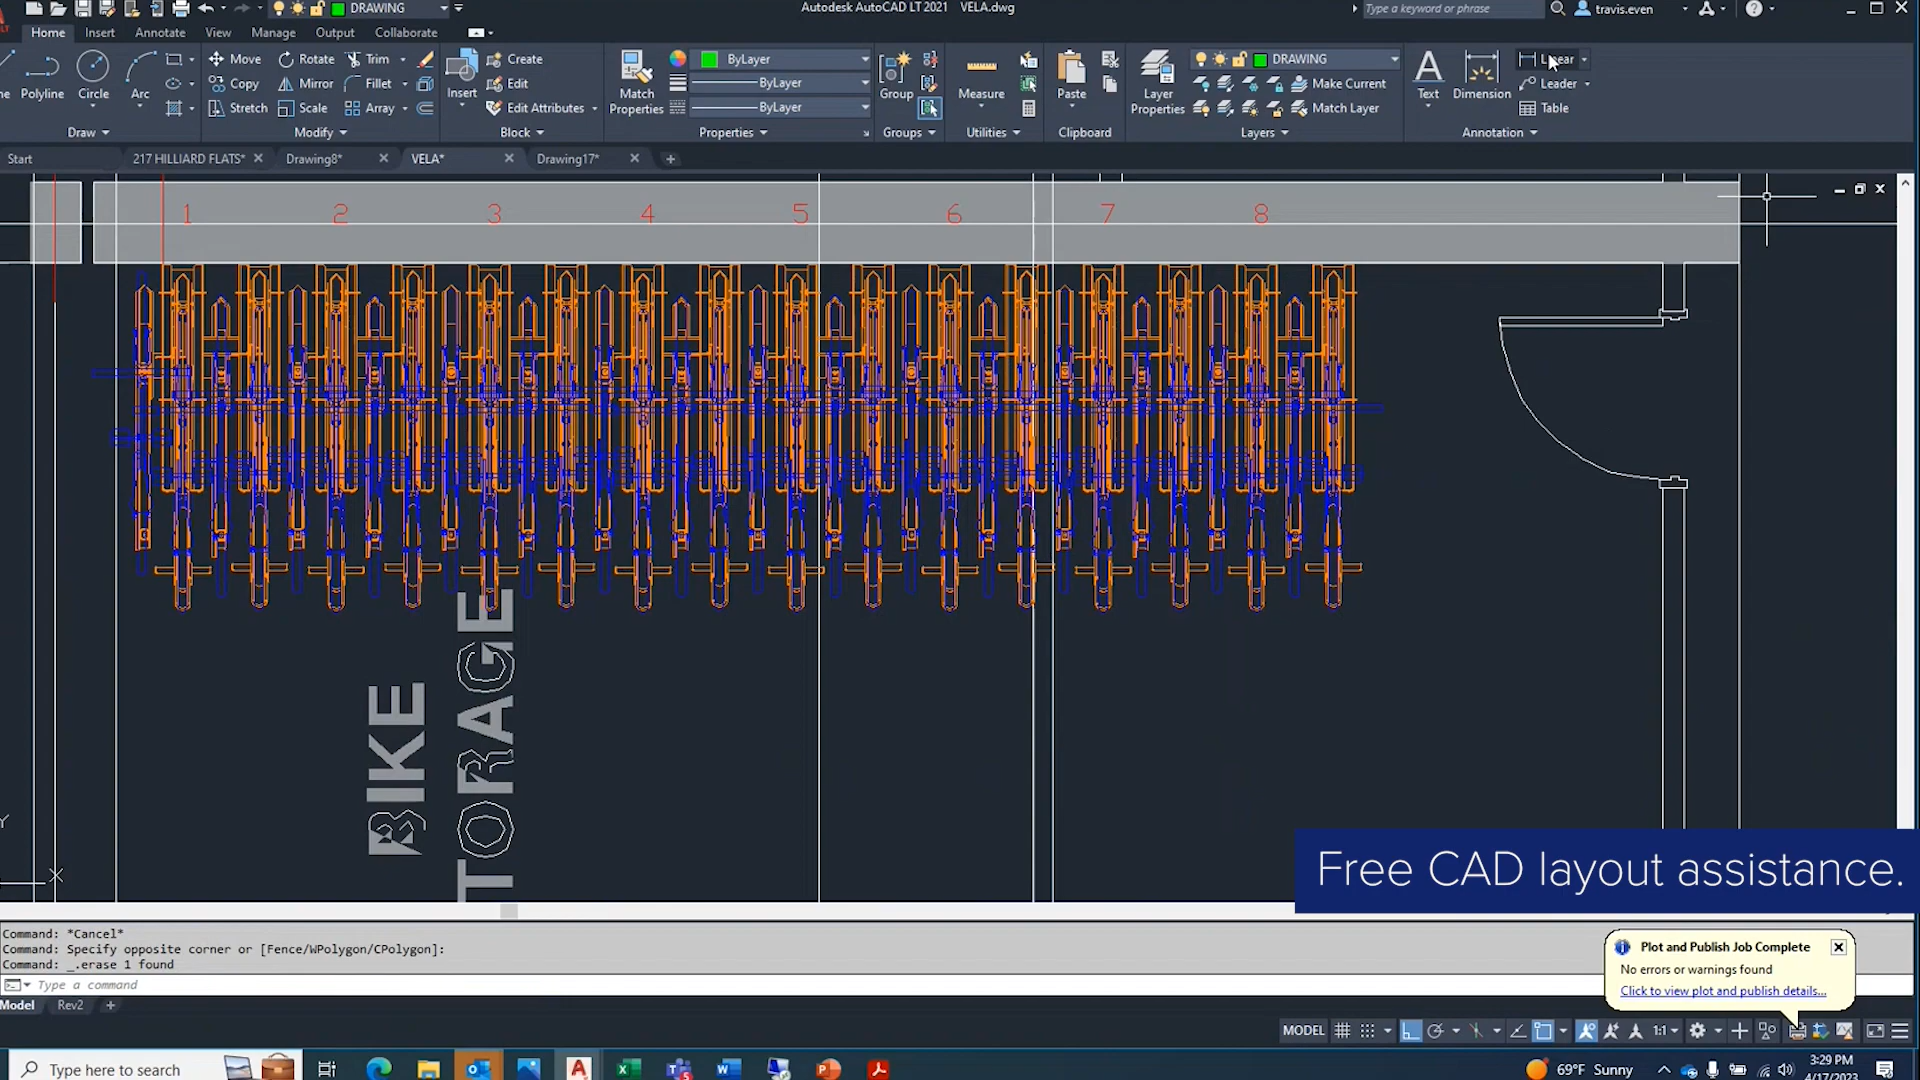 DRAWING
Autodesk AutoCAD LT 2021 VELA.dwg
Type a keyword or phrase
travis.even
Home Insert Annotate View Manage Output Collaborate
Polyline Circle Arc
Draw
Move Rotate Trim
Copy Mirror Fillet
Stretch Scale Array
Modify
Insert
Create
Edit
Edit Attributes
Block
Match Properties
ByLayer
ByLayer
ByLayer
Properties
Group
Groups
Measure
Utilities
Paste
Clipboard
Layer Properties
DRAWING
Make Current
Match Layer
Layers
Text
Dimension
Leader
Table
Annotation
Start 217 HILLIARD FLATS* Drawing8* VELA* Drawing17*
1 2 3 4 5 6 7 8
BIKE
TORAGE
Free CAD layout assistance.
Command: *Cancel*
Command: Specify opposite corner or [Fence/WPolygon/CPolygon]:
Command: _.erase 1 found
Type a command
Model Rev2
Plot and Publish Job Complete
No errors or warnings found
Click to view plot and publish details...
MODEL 1:1
Type here to search
69°F Sunny
3:29 PM
4/17/2023